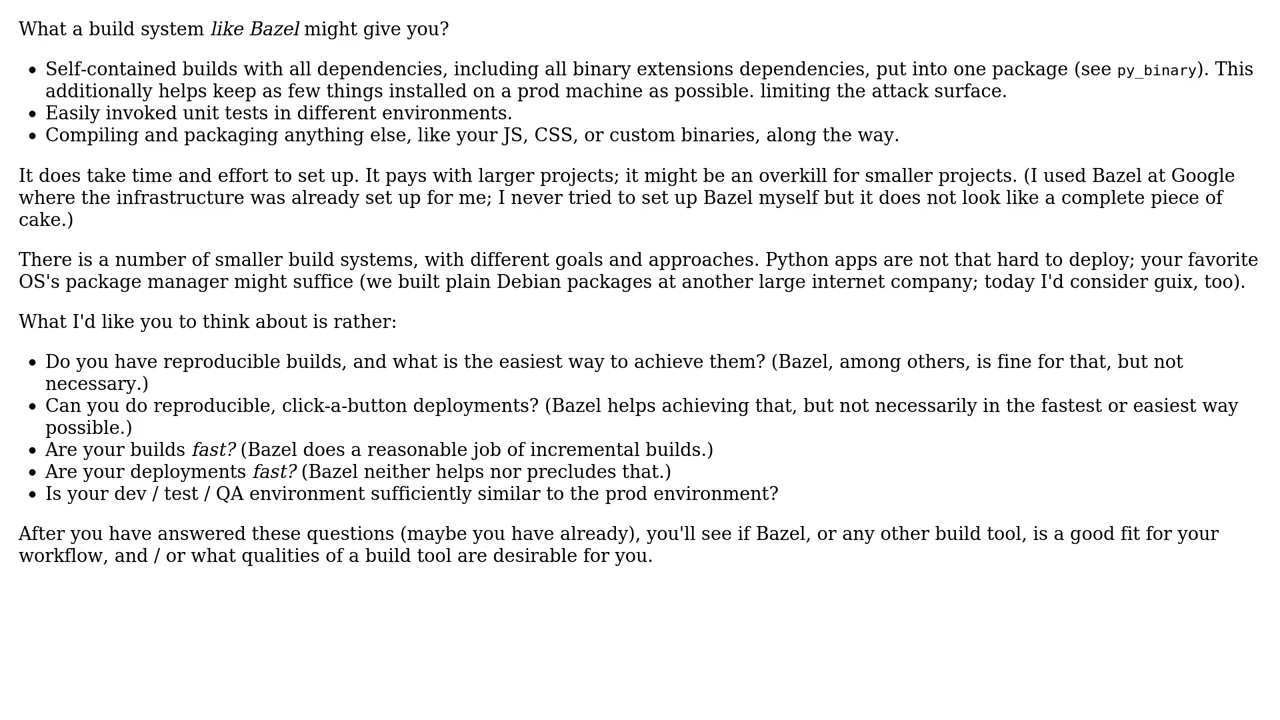 What a build system like Bazel might give you?
• Self-contained builds with all dependencies, including all binary extensions dependencies, put into one package (see py_binary). This
additionally helps keep as few things installed on a prod machine as possible. limiting the attack surface.
• Easily invoked unit tests in different environments.
• Compiling and packaging anything else, like your JS, CSS, or custom binaries, along the way.
It does take time and effort to set up. It pays with larger projects; it might be an overkill for smaller projects. (I used Bazel at Google
where the infrastructure was already set up for me; I never tried to set up Bazel myself but it does not look like a complete piece of
cake.)
There is a number of smaller build systems, with different goals and approaches. Python apps are not that hard to deploy; your favorite
OS's package manager might suffice (we built plain Debian packages at another large internet company; today I'd consider guix, too).
What I'd like you to think about is rather:
• Do you have reproducible builds, and what is the easiest way to achieve them? (Bazel, among others, is fine for that, but not
necessary.)
• Can you do reproducible, click-a-button deployments? (Bazel helps achieving that, but not necessarily in the fastest or easiest way
possible.)
• Are your builds fast? (Bazel does a reasonable job of incremental builds.)
• Are your deployments fast? (Bazel neither helps nor precludes that.)
• Is your dev / test / QA environment sufficiently similar to the prod environment?
After you have answered these questions (maybe you have already), you'll see if Bazel, or any other build tool, is a good fit for your
workflow, and / or what qualities of a build tool are desirable for you.